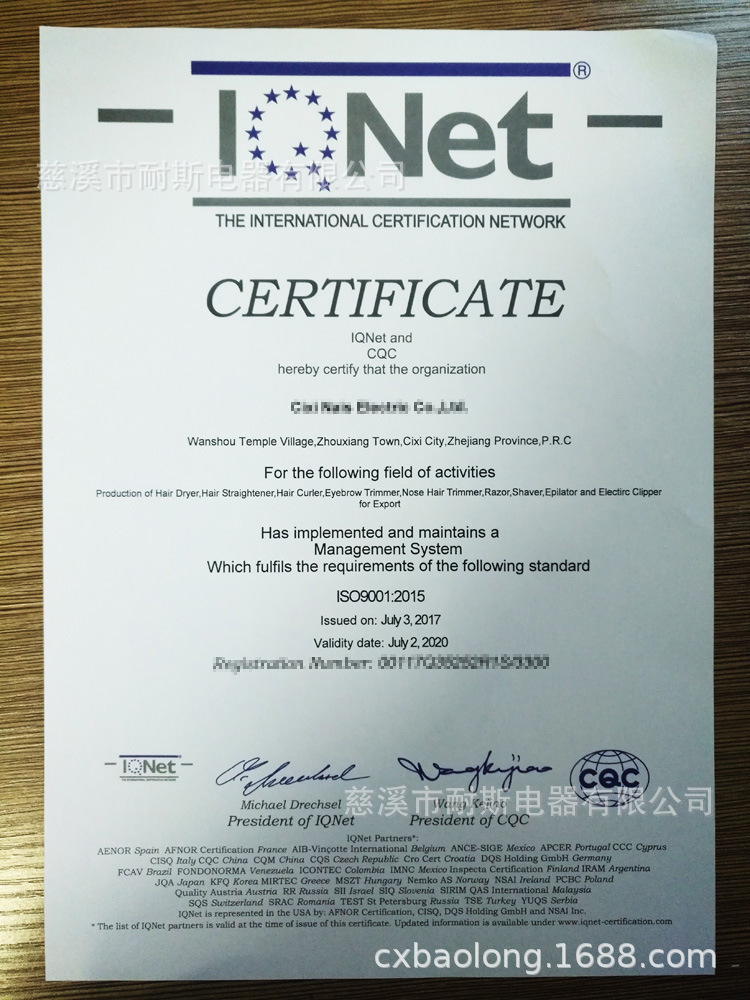 IQNet ®
慈溪市耐斯电器有限公司
THE INTERNATIONAL CERTIFICATION NETWORK
CERTIFICATE
IQNet and
CQC
hereby certify that the organization
Wanshou Temple Village,Zhouxiang Town,Cixi City,Zhejiang Province,P.R.C
For the following field of activities
Production of Hair Dryer,Hair Straightener,Hair Curler,Eyebrow Trimmer,Nose Hair Trimmer,Razor,Shaver,Epilator and Electirc Clipper
for Export
Has implemented and maintains a
Management System
Which fulfils the requirements of the following standard
ISO9001:2015
Issued on: July 3, 2017
Validity date: July 2, 2020
Registration Number:
IQNet
CQC
Michael Drechsel
Wang Kejiao
慈溪市耐斯电器有限公司
President of IQNet
President of CQC
IQNet Partners*:
AENOR Spain AFNOR Certification France AIB-Vinçotte International Belgium ANCE-SIGE Mexico APCER Portugal CCC Cyprus
CISQ Italy CQC China CQM China CQS Czech Republic Cro Cert Croatia DQS Holding GmbH Germany
FCAV Brazil FONDONORMA Venezuela ICONTEC Colombia IMNC Mexico Inspecta Certification Finland IRAM Argentina
JQA Japan KFQ Korea MIRTEC Greece MSZT Hungary Nemko AS Norway NSAI Ireland PCBC Poland
Quality Austria Austria RR Russia SII Israel SIQ Slovenia SIRIM QAS International Malaysia
SQS Switzerland SRAC Romania TEST St Petersburg Russia TSE Turkey YUQS Serbia
IQNet is represented in the USA by: AFNOR Certification, CISQ, DQS Holding GmbH and NSAI Inc.
* The list of IQNet partners is valid at the time of issue of this certificate. Updated information is available under www.iqnet-certification.com
cxbaolong.1688.com